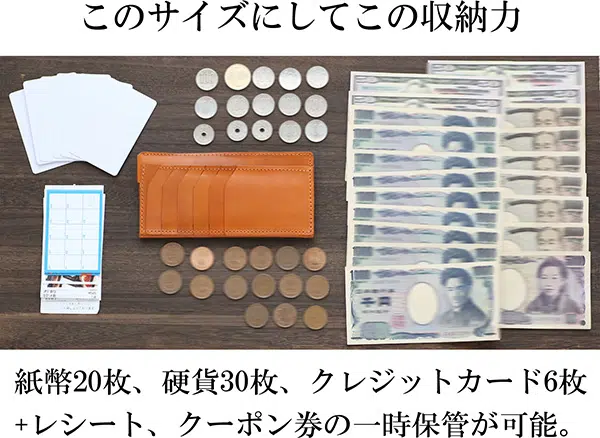 このサイズにしてこの収納力
千円
紙幣20枚、硬貨30枚、クレジットカード6枚
+レシート、クーポン券の一時保管が可能。